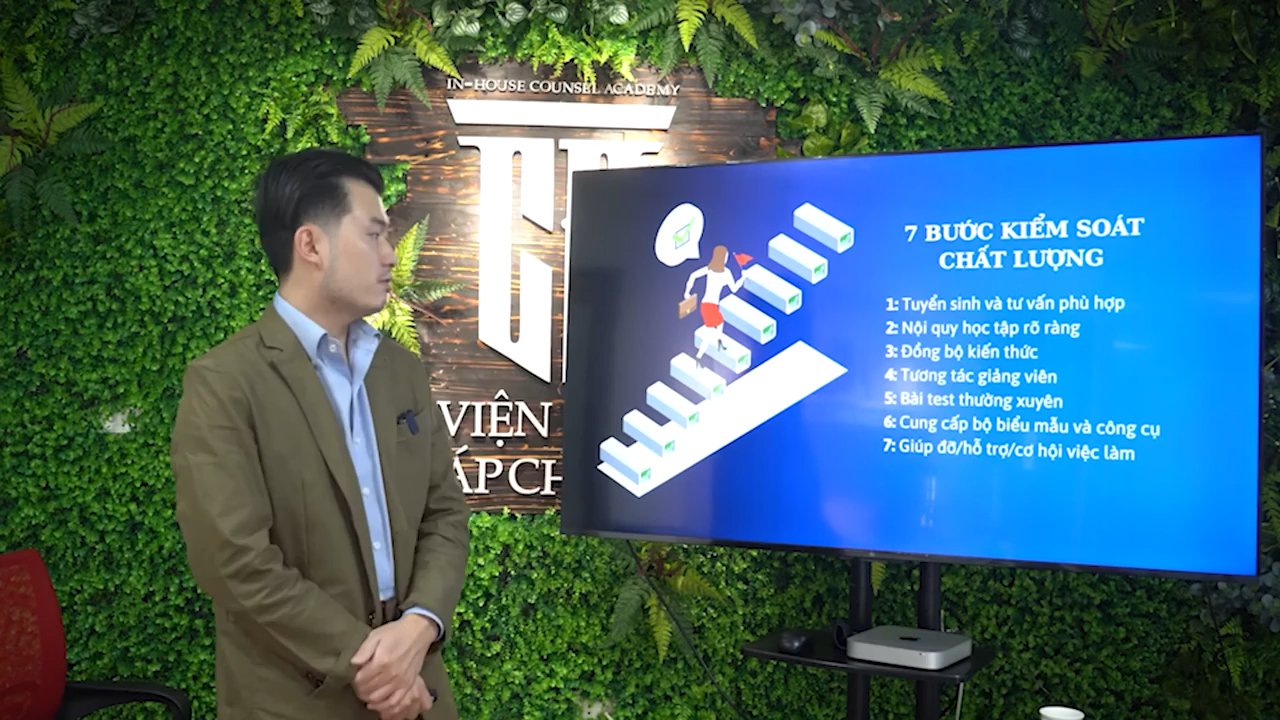 IN-HOUSE COUNSEL ACADEMY
VIỆN
ÁP CH
7 BƯỚC KIỂM SOÁT
CHẤT LƯỢNG
1: Tuyển sinh và tư vấn phù hợp
2: Nội quy học tập rõ ràng
3: Đồng bộ kiến thức
4: Tương tác giảng viên
5: Bài test thường xuyên
6: Cung cấp bộ biểu mẫu và công cụ
7: Giúp đỡ/hỗ trợ/cơ hội việc làm